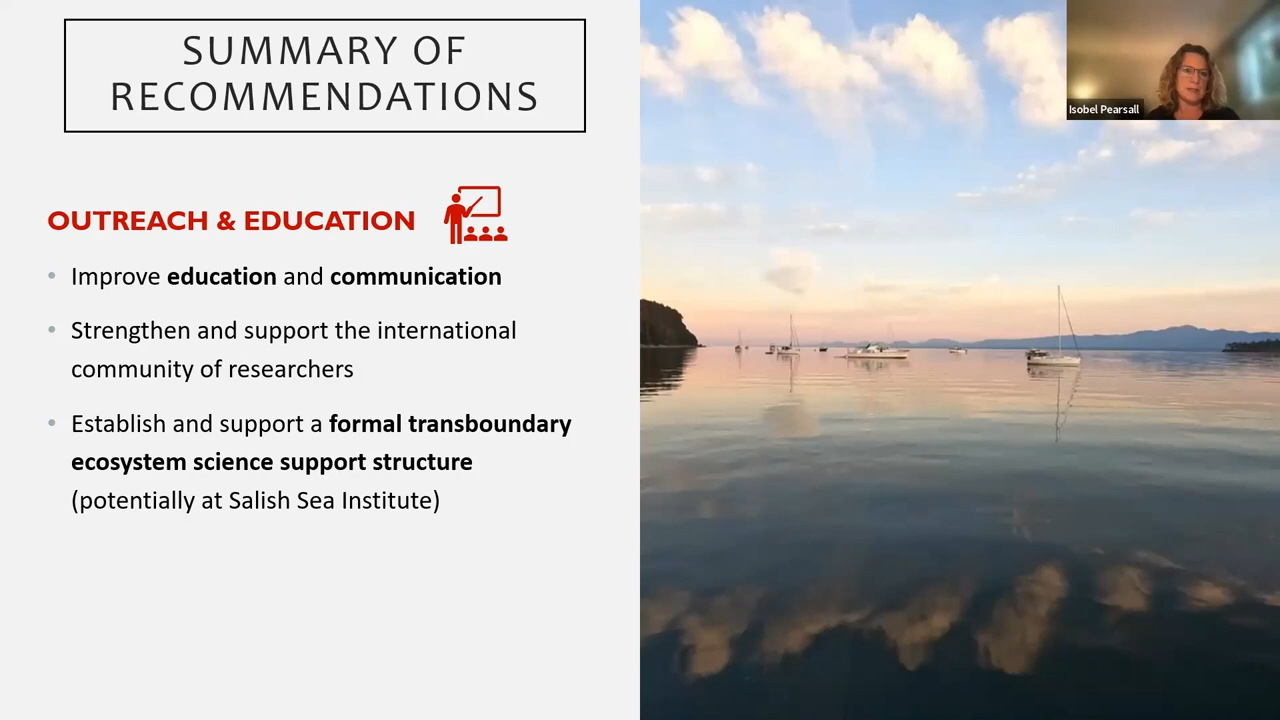 SUMMARY OF
RECOMMENDATIONS
Isobel Pearsall
OUTREACH & EDUCATION
• Improve education and communication
• Strengthen and support the international
community of researchers
• Establish and support a formal transboundary
ecosystem science support structure
(potentially at Salish Sea Institute)